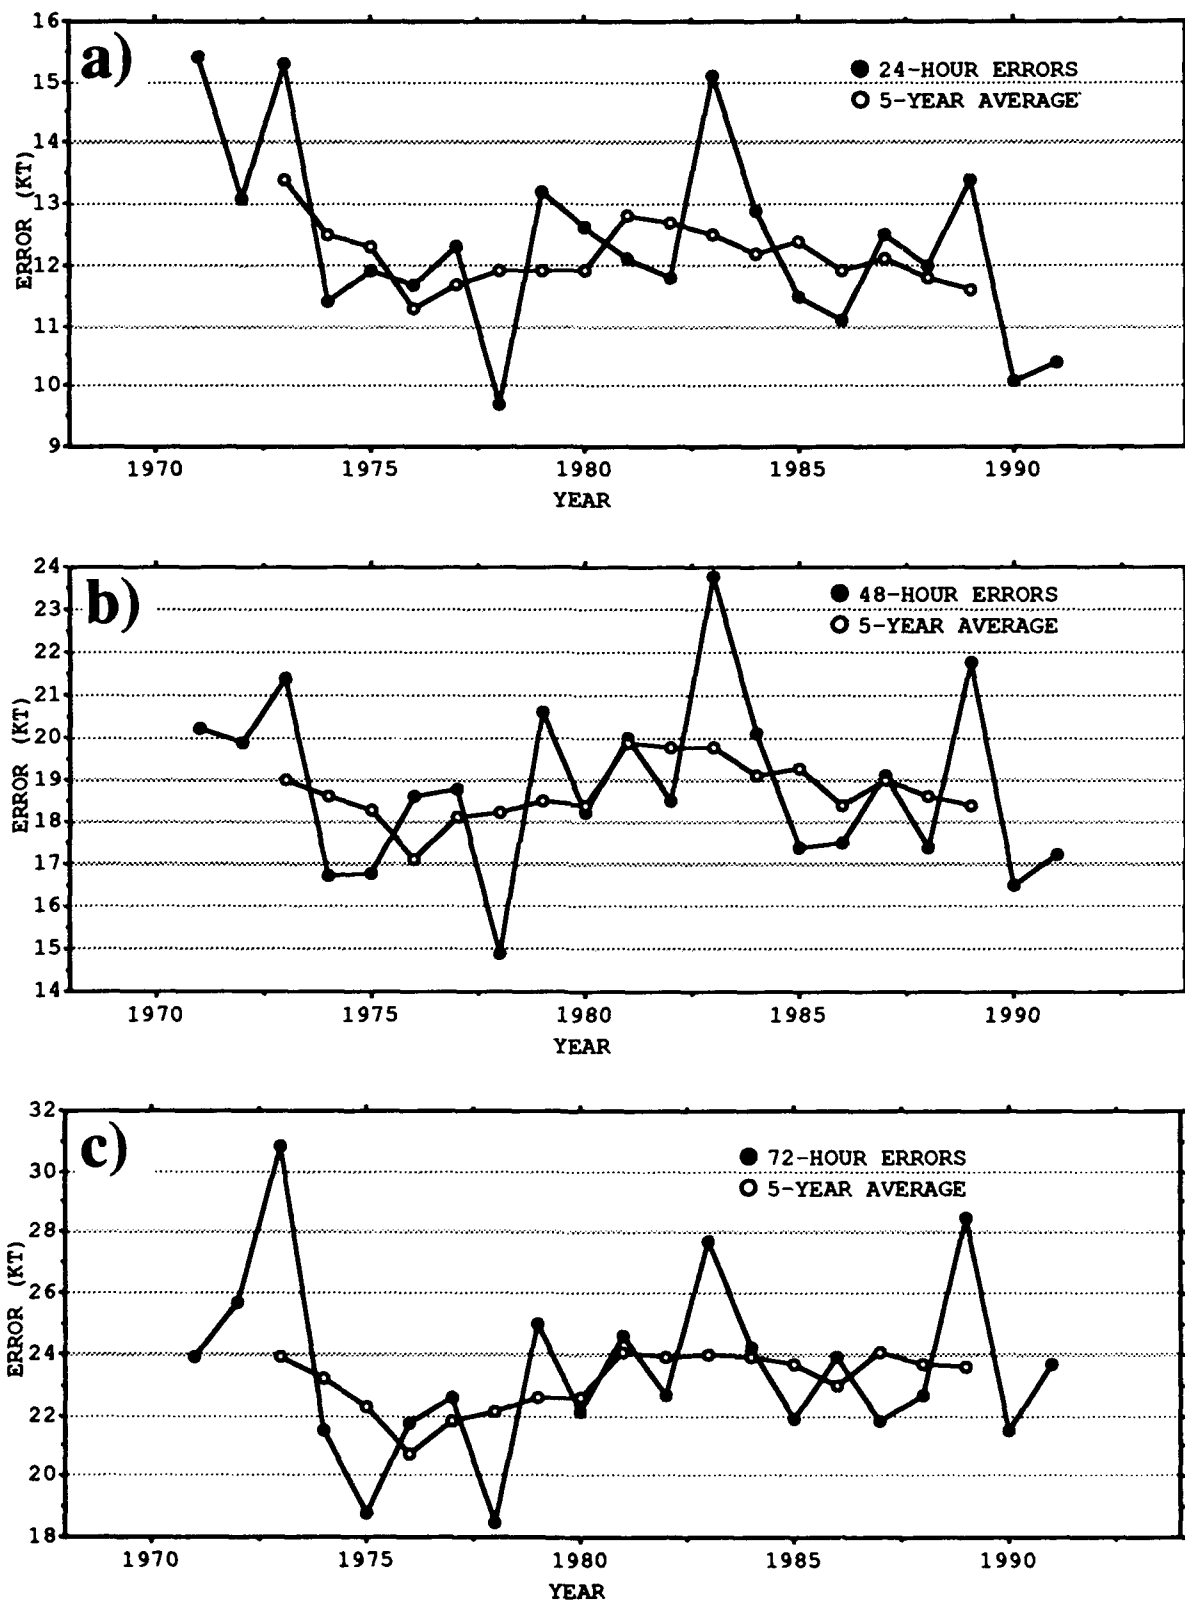 a)
● 24-HOUR ERRORS
○ 5-YEAR AVERAGE
ERROR (KT)
16
15
14
13
12
11
10
9
1970 1975 1980 1985 1990
YEAR
b)
● 48-HOUR ERRORS
○ 5-YEAR AVERAGE
ERROR (KT)
24
23
22
21
20
19
18
17
16
15
14
1970 1975 1980 1985 1990
YEAR
c)
● 72-HOUR ERRORS
○ 5-YEAR AVERAGE
ERROR (KT)
32
30
28
26
24
22
20
18
1970 1975 1980 1985 1990
YEAR